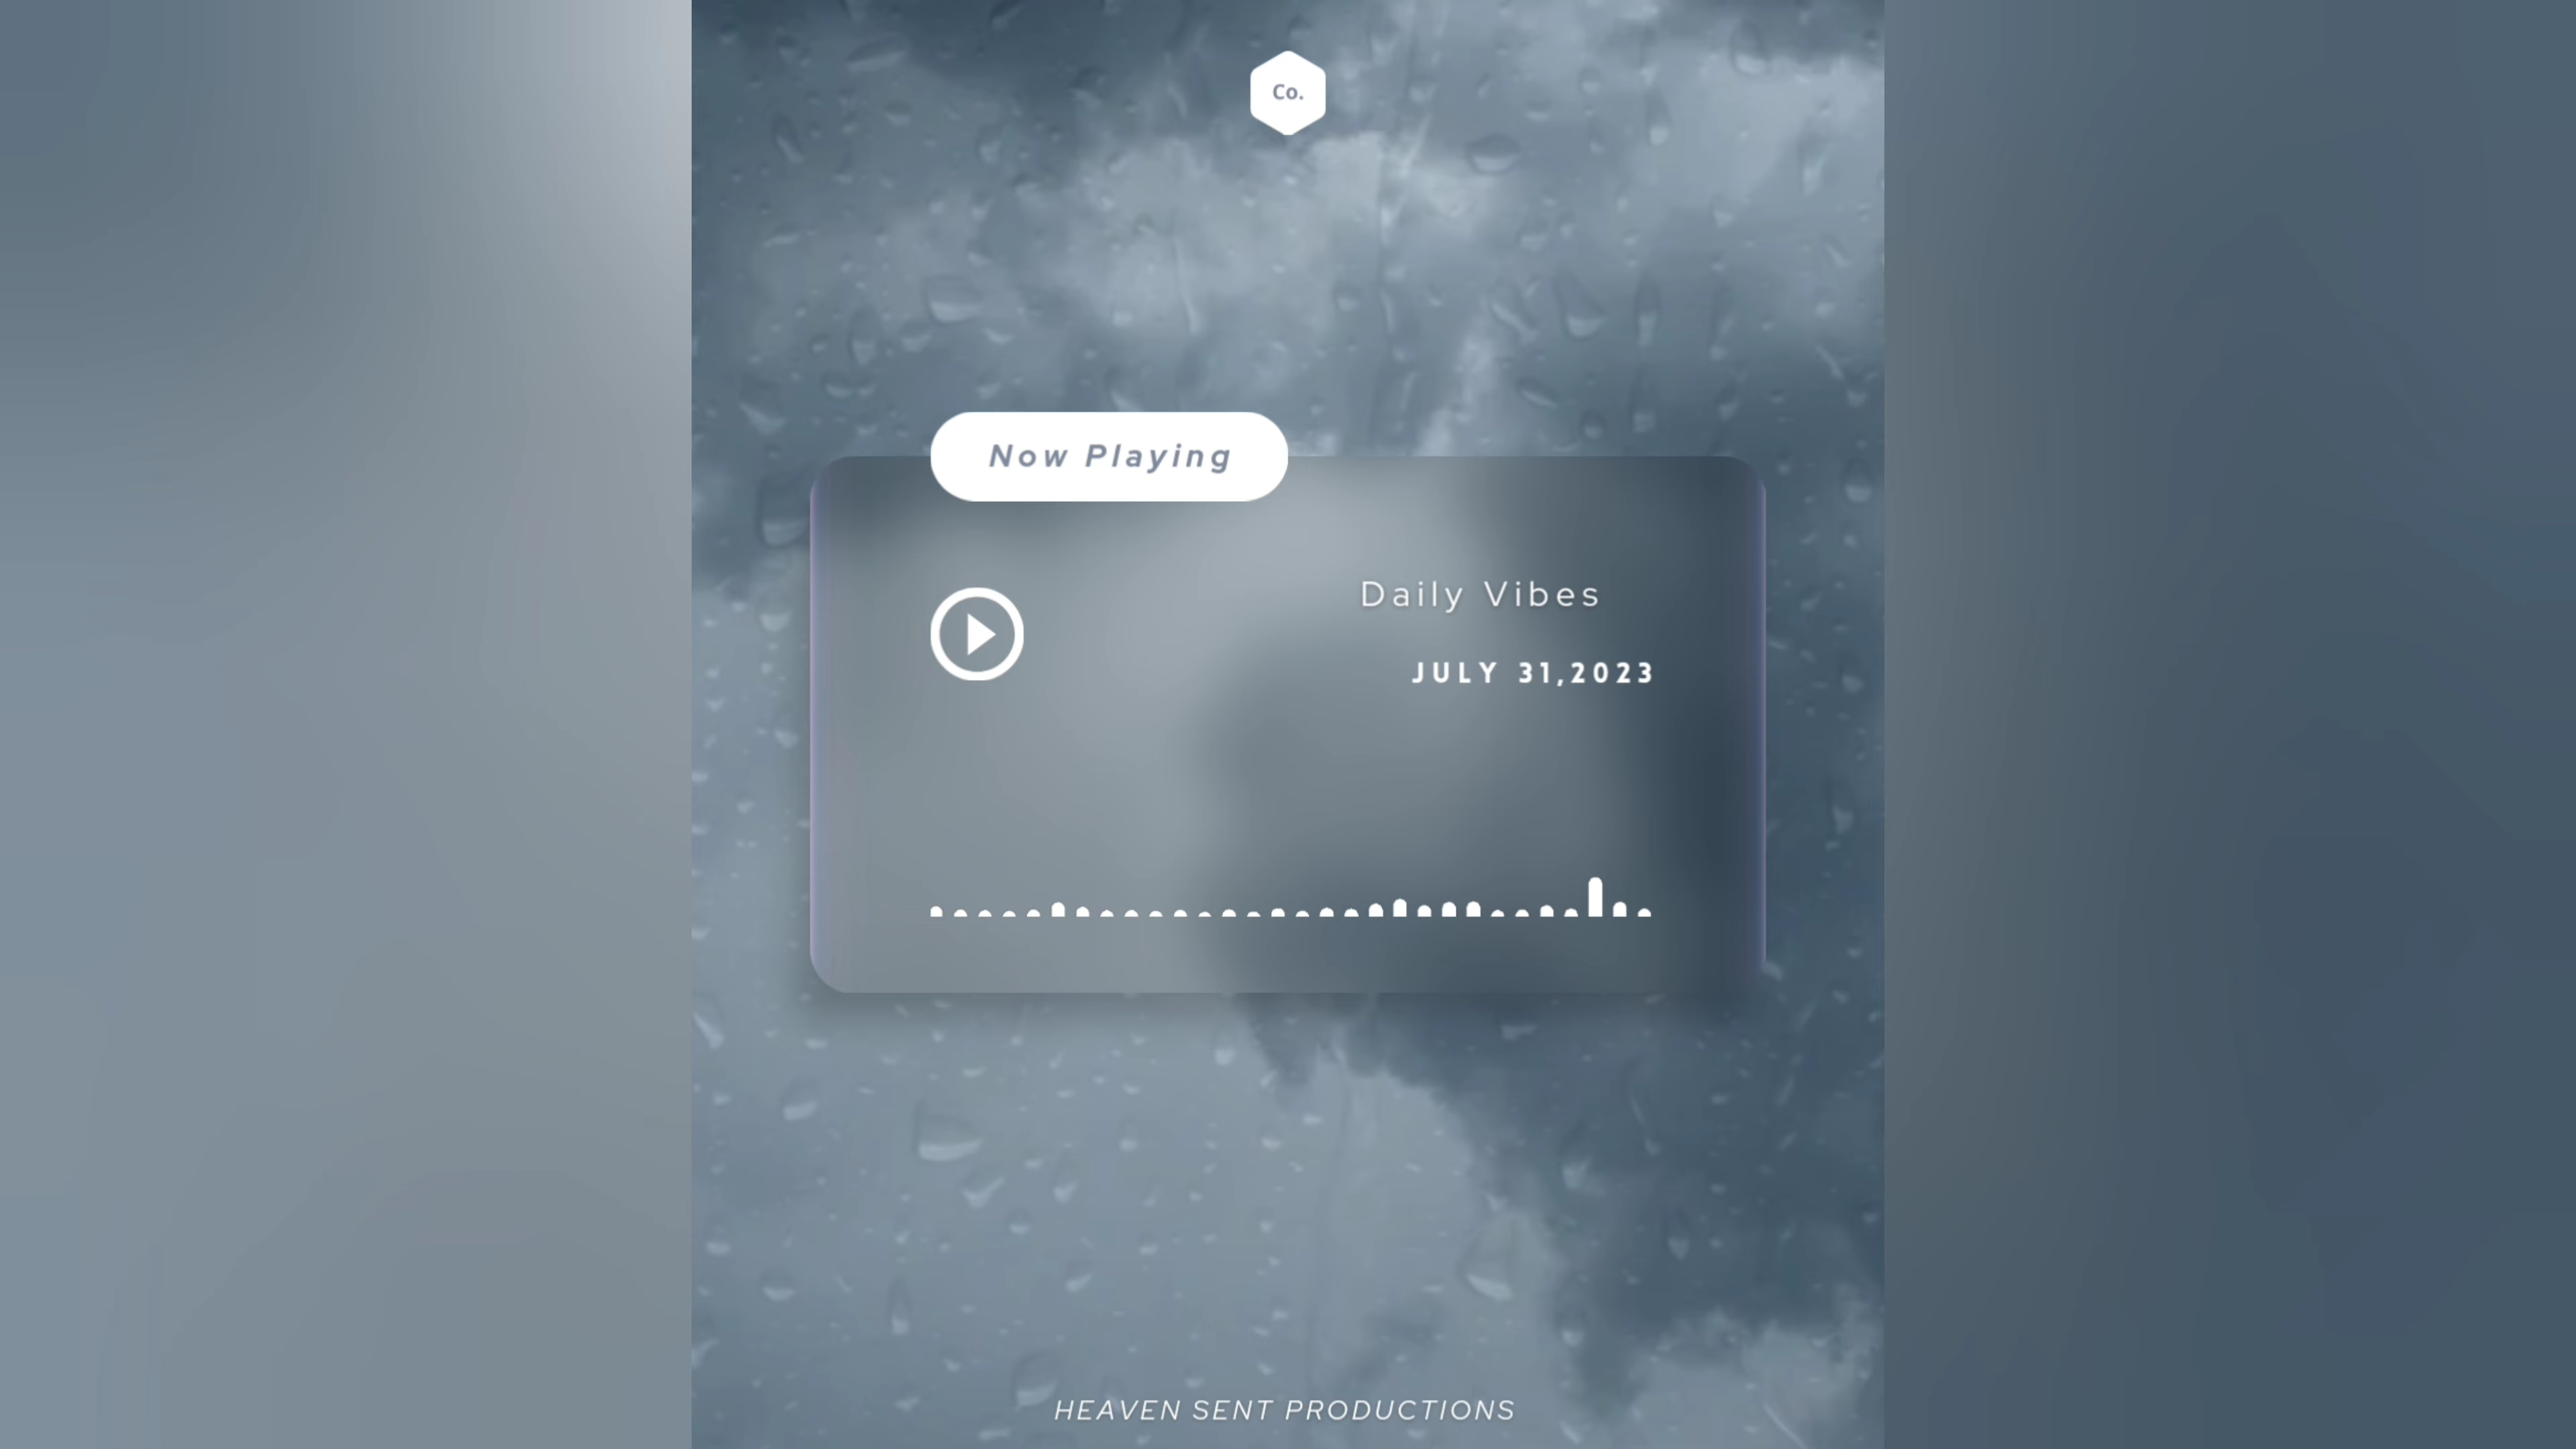 Co.
Now Playing
Daily Vibes
JULY 31,2023
HEAVEN SENT PRODUCTIONS